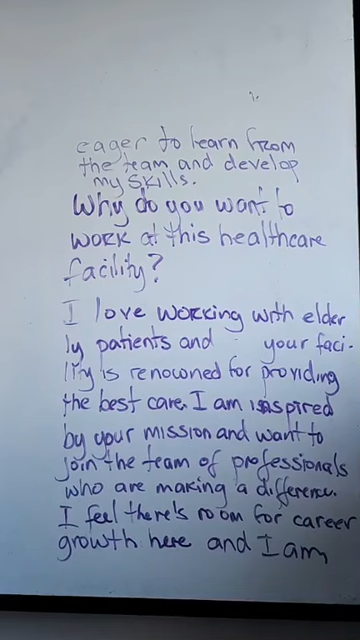 eager to learn from
the team and develop
my skills.
Why do you want to
work at this healthcare
facility?
I love working with elder
ly patients and your faci-
lity is renowned for providing
the best care. I am inspired
by your mission and want to
join the team of professionals
who are making a difference.
I feel there's room for career
growth here and I am